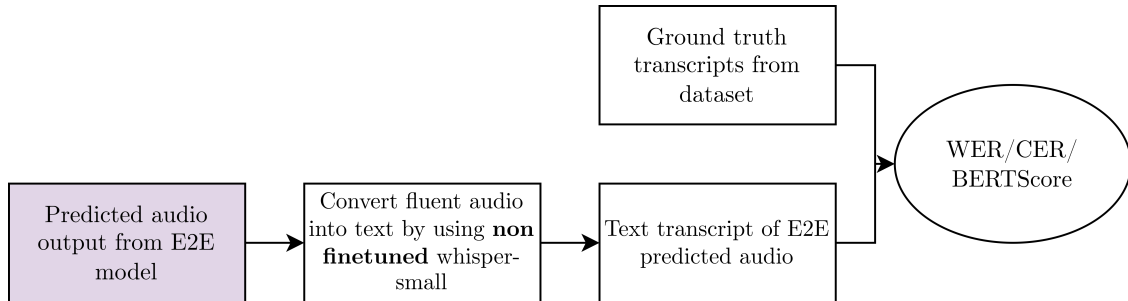 Ground truth
transcripts from
dataset
WER/CER/
BERTScore
Predicted audio
output from E2E
model
Convert fluent audio
into text by using non
finetuned whisper-
small
Text transcript of E2E
predicted audio